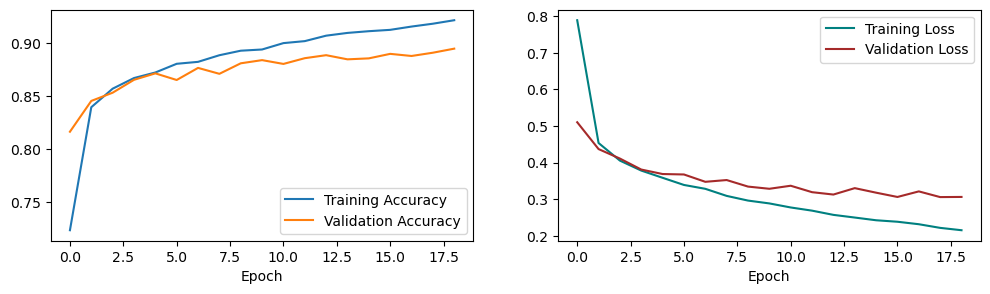 0.90
0.85
0.80
0.75
0.0 2.5 5.0 7.5 10.0 12.5 15.0 17.5
Epoch
Training Accuracy
Validation Accuracy
0.8
0.7
0.6
0.5
0.4
0.3
0.2
0.0 2.5 5.0 7.5 10.0 12.5 15.0 17.5
Epoch
Training Loss
Validation Loss